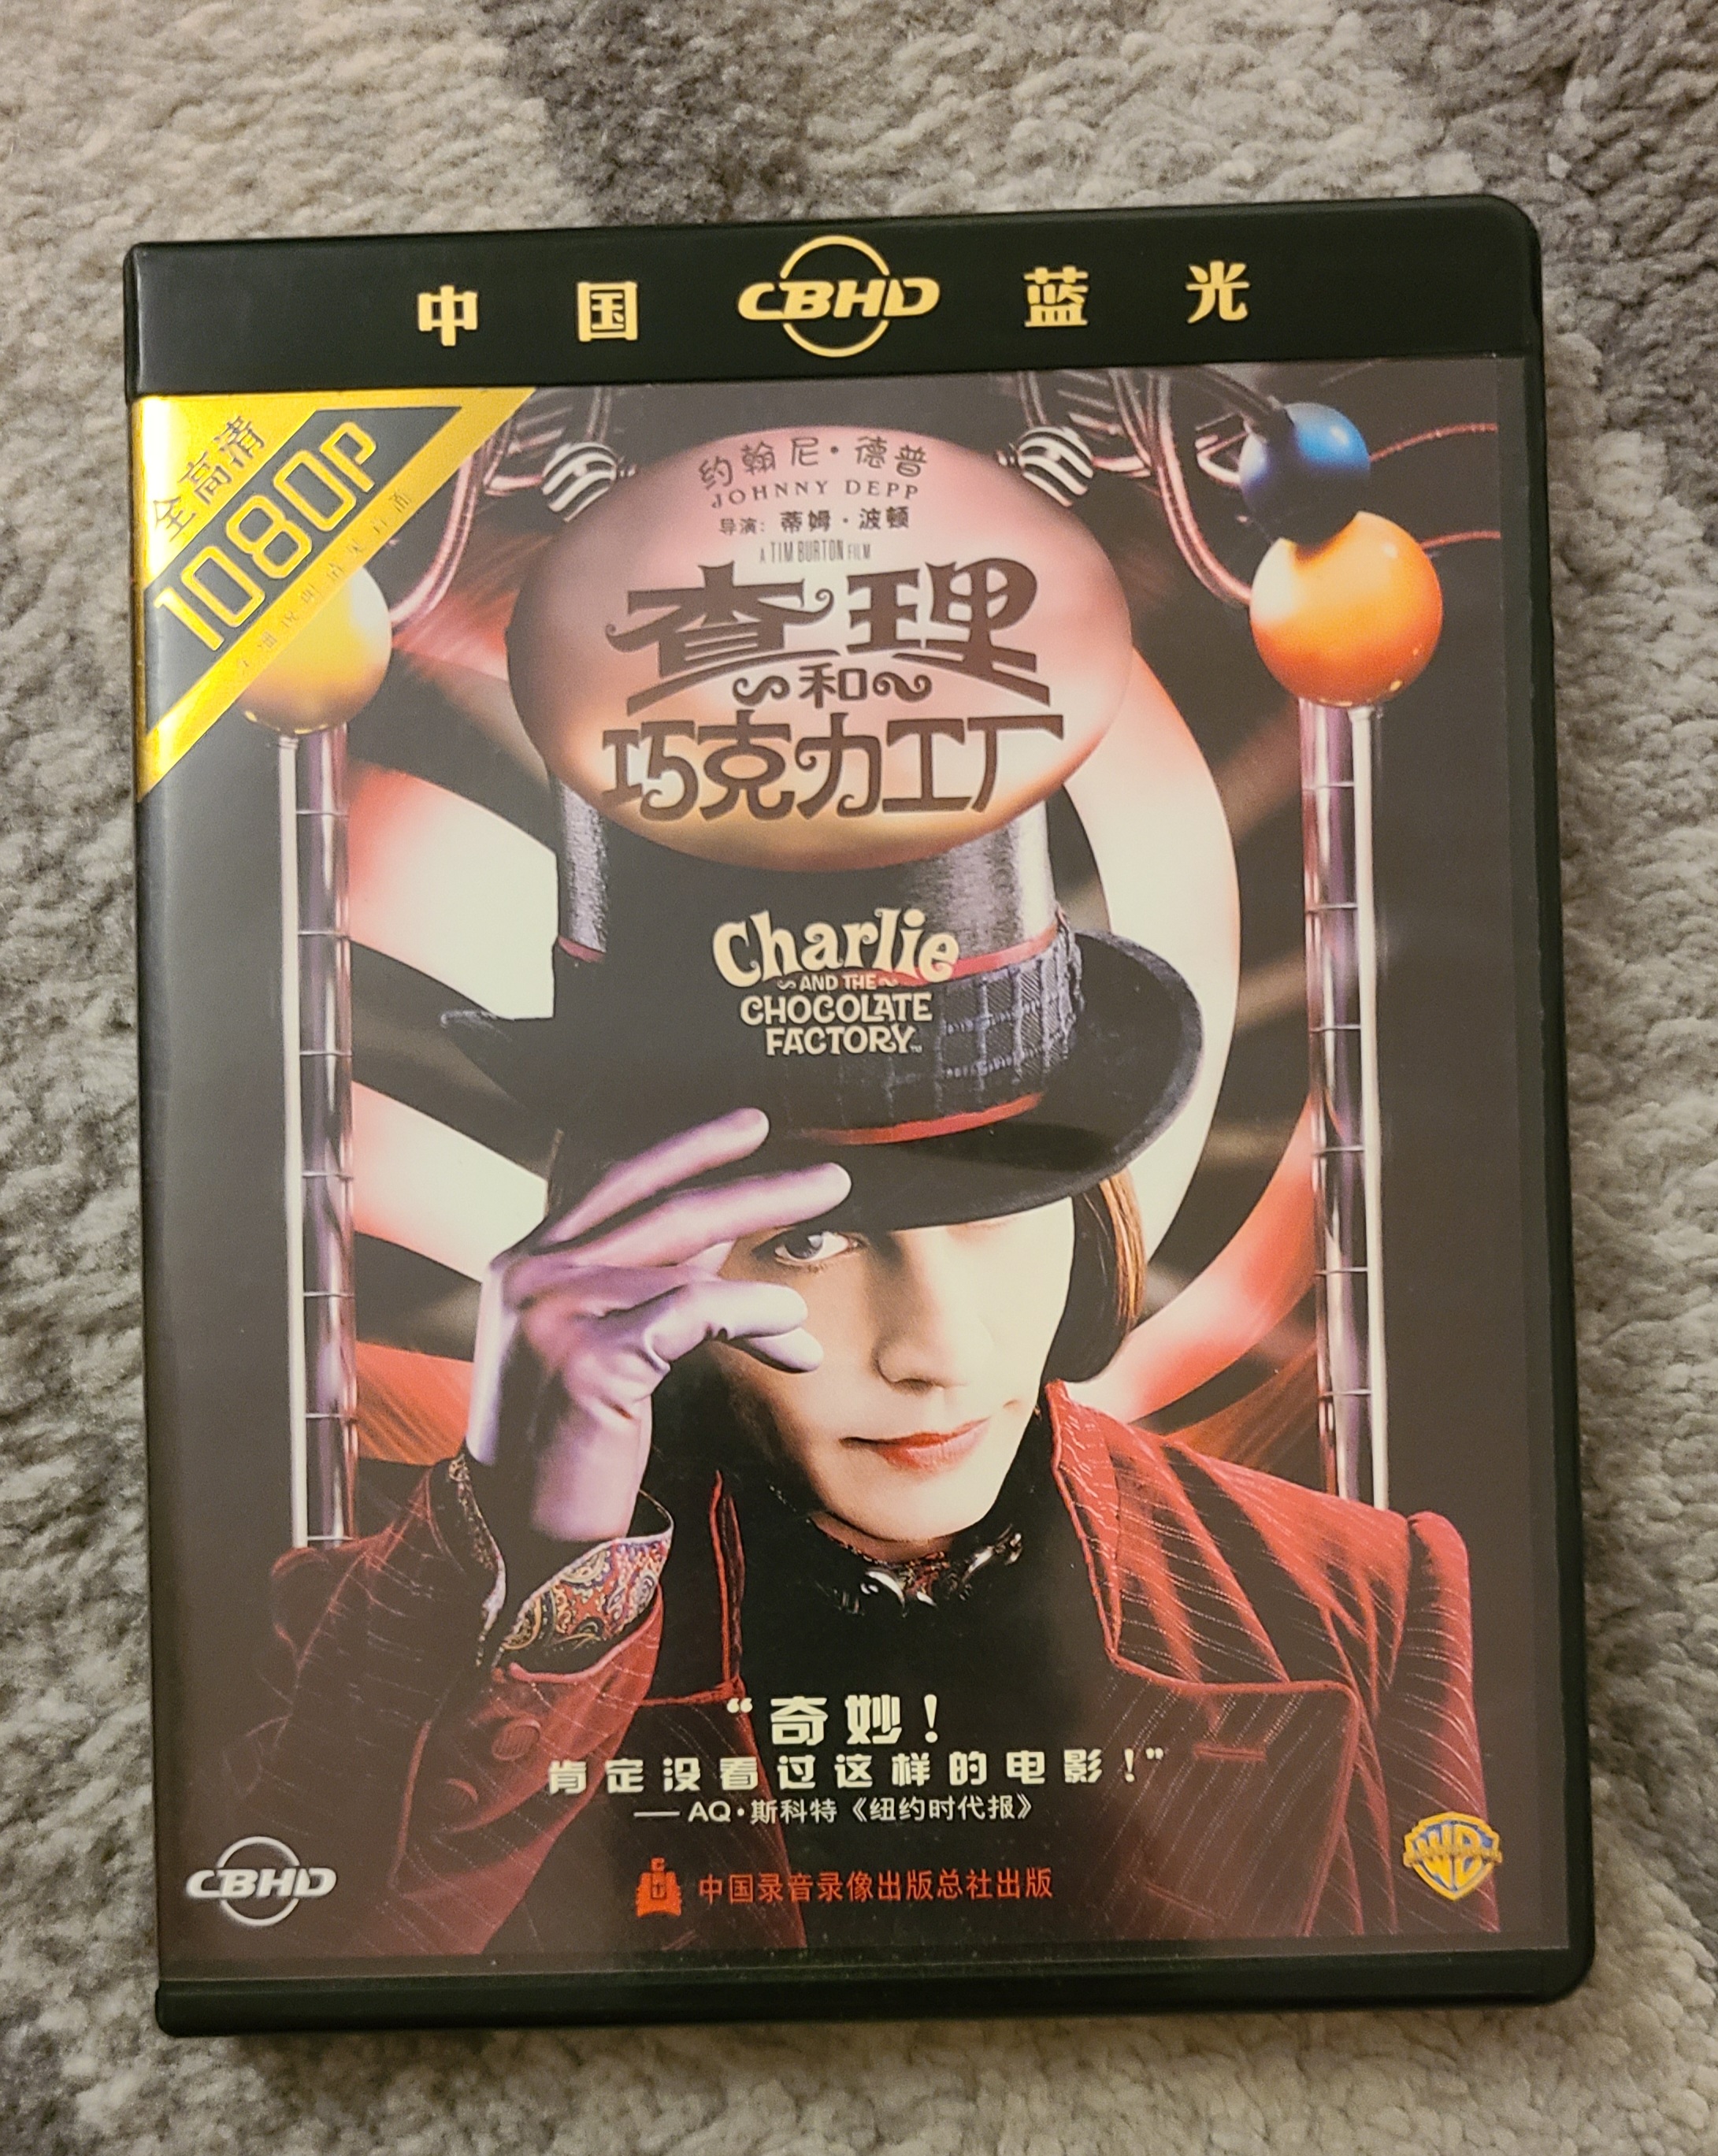 中国 CBHD 蓝光
全高清
1080P
约翰尼·德普
JOHNNY DEPP
导演：蒂姆·波顿
A TIM BURTON FILM
查理
和
巧克力工厂
Charlie
AND THE
CHOCOLATE
FACTORY™
“奇妙！
肯定没看过这样的电影！”
——AQ·斯科特《纽约时代报》
CBHD
中国录音录像出版总社出版
WB